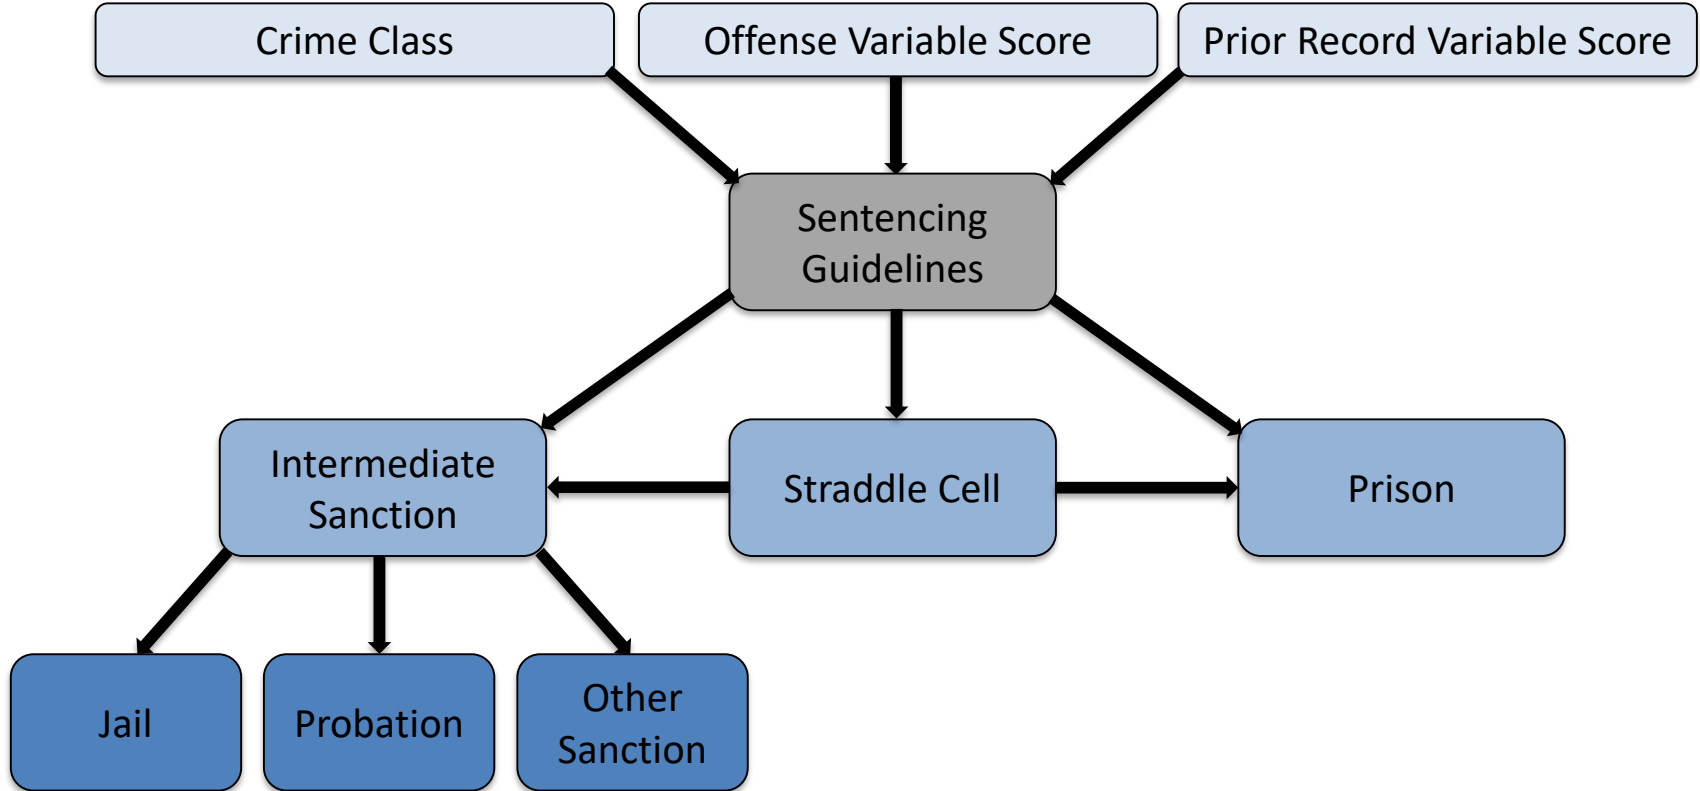 Crime Class
Offense Variable Score
Prior Record Variable Score
Sentencing
Guidelines
Intermediate
Sanction
Straddle Cell
Prison
Jail
Probation
Other
Sanction